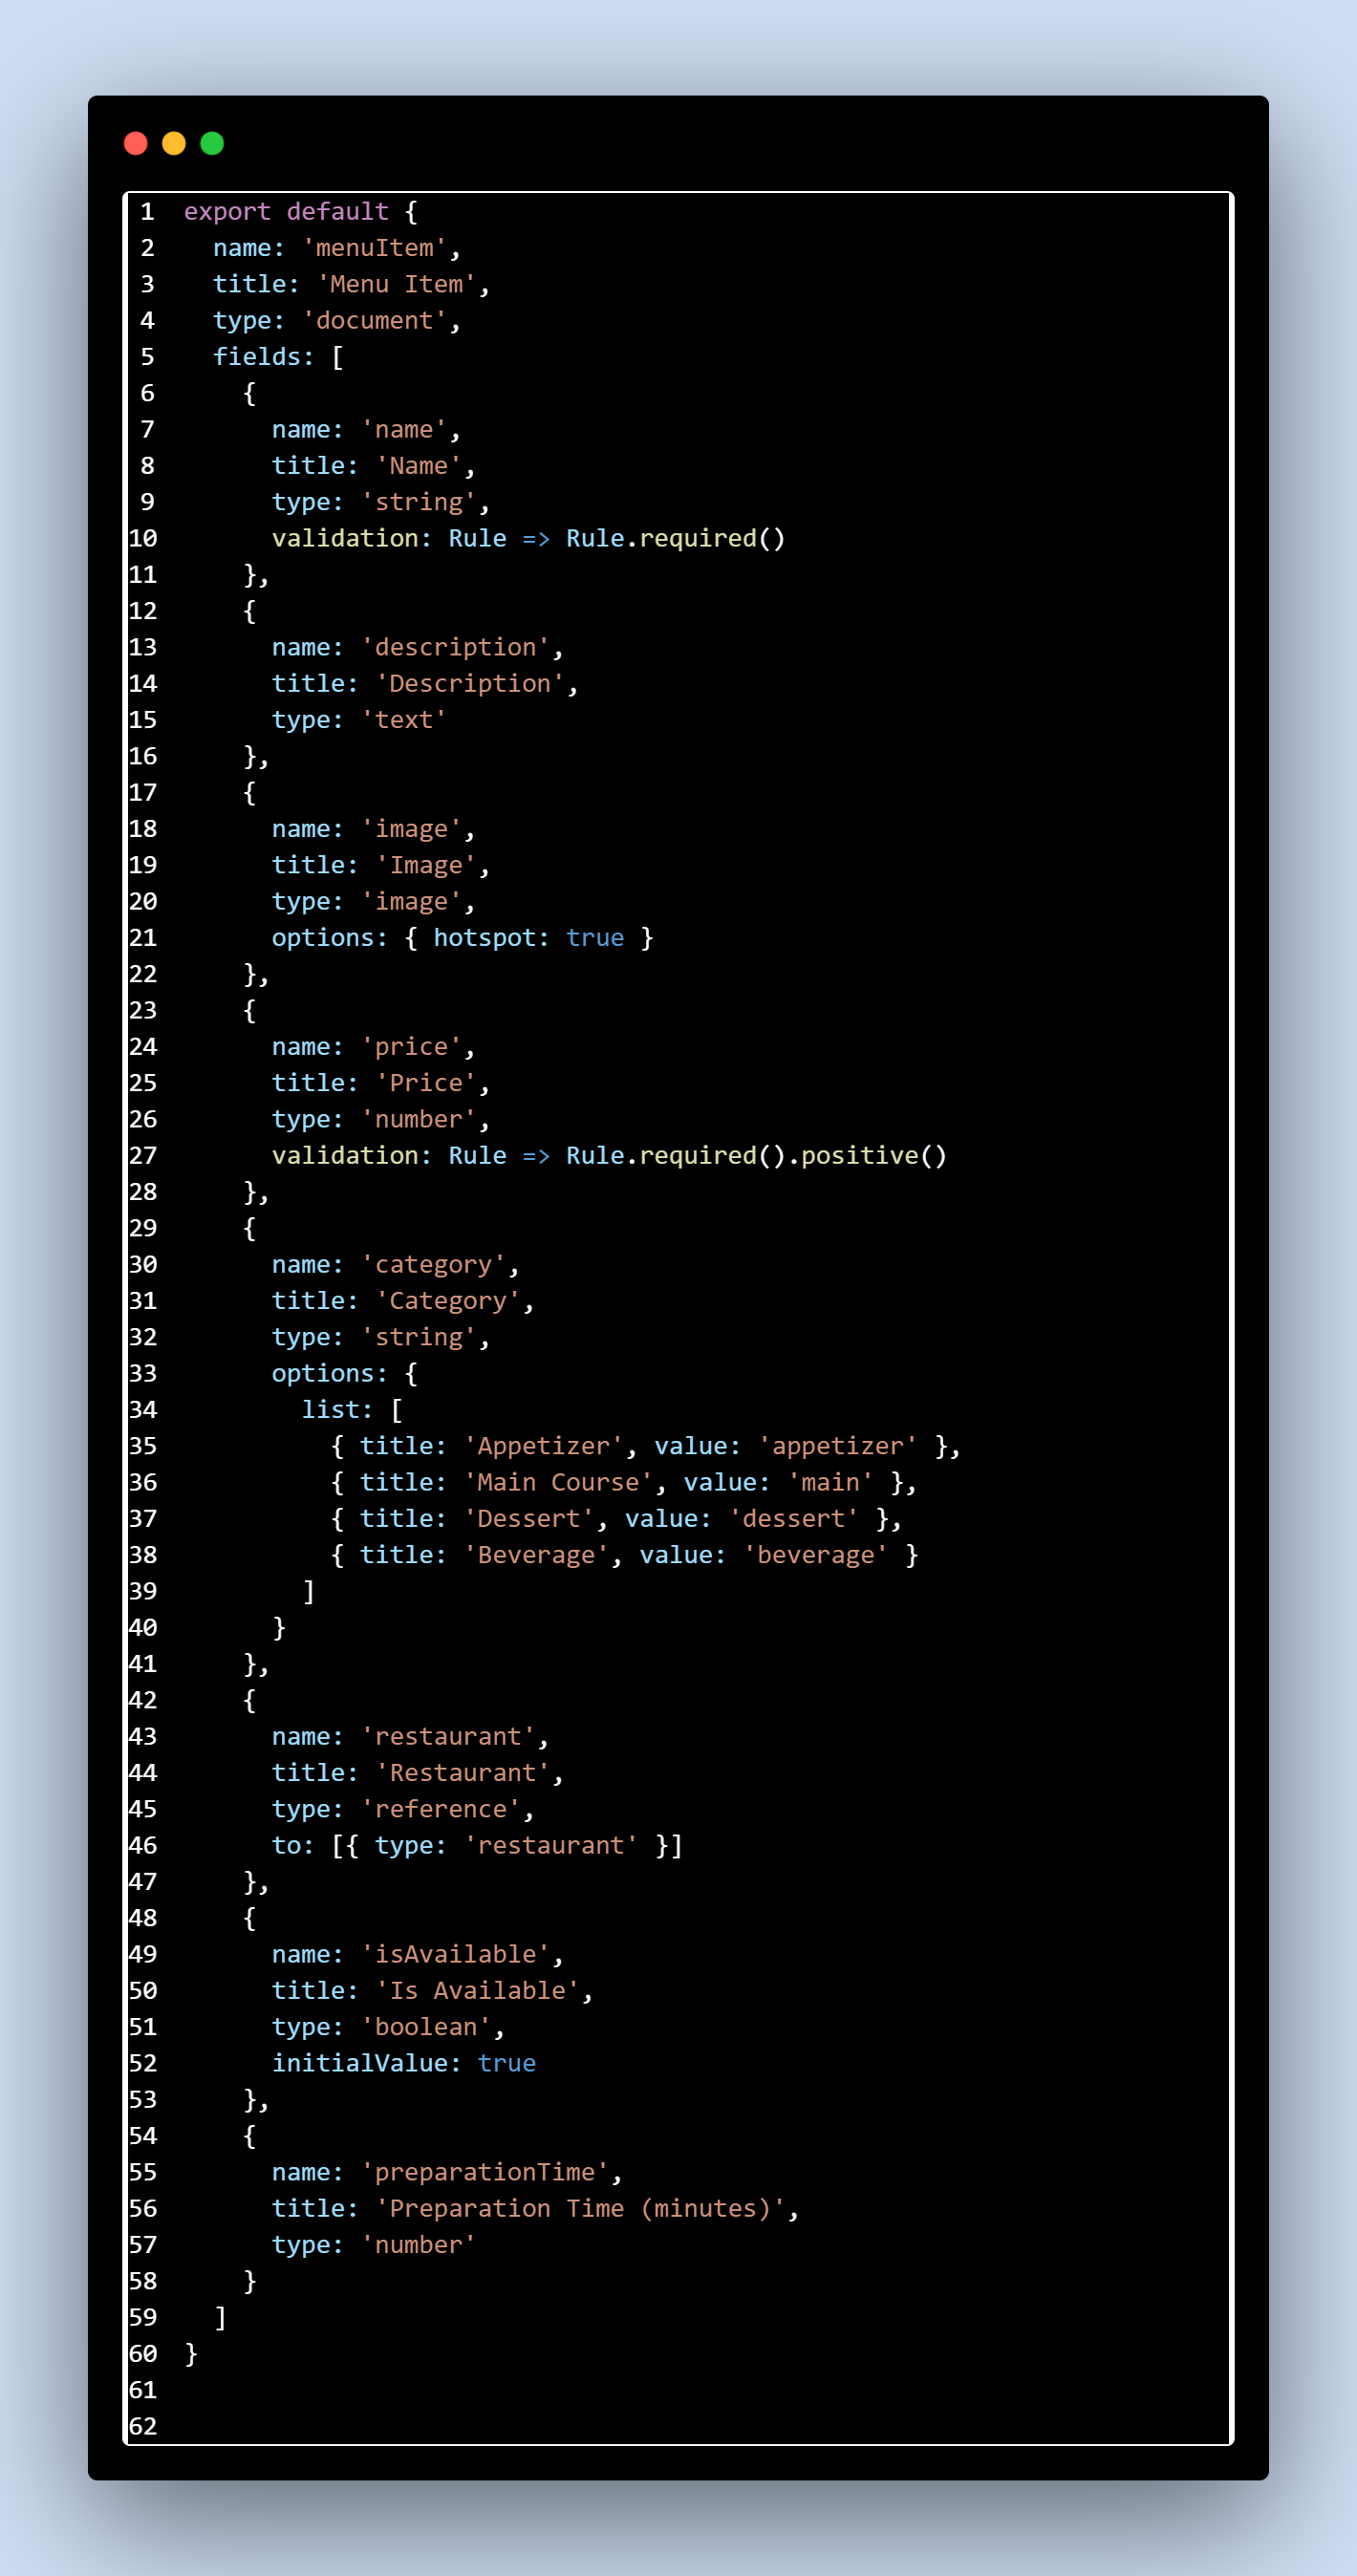 1 export default {
2   name: 'menuItem',
3   title: 'Menu Item',
4   type: 'document',
5   fields: [
6     {
7       name: 'name',
8       title: 'Name',
9       type: 'string',
10       validation: Rule => Rule.required()
11     },
12     {
13       name: 'description',
14       title: 'Description',
15       type: 'text'
16     },
17     {
18       name: 'image',
19       title: 'Image',
20       type: 'image',
21       options: { hotspot: true }
22     },
23     {
24       name: 'price',
25       title: 'Price',
26       type: 'number',
27       validation: Rule => Rule.required().positive()
28     },
29     {
30       name: 'category',
31       title: 'Category',
32       type: 'string',
33       options: {
34         list: [
35           { title: 'Appetizer', value: 'appetizer' },
36           { title: 'Main Course', value: 'main' },
37           { title: 'Dessert', value: 'dessert' },
38           { title: 'Beverage', value: 'beverage' }
39         ]
40       }
41     },
42     {
43       name: 'restaurant',
44       title: 'Restaurant',
45       type: 'reference',
46       to: [{ type: 'restaurant' }]
47     },
48     {
49       name: 'isAvailable',
50       title: 'Is Available',
51       type: 'boolean',
52       initialValue: true
53     },
54     {
55       name: 'preparationTime',
56       title: 'Preparation Time (minutes)',
57       type: 'number'
58     }
59   ]
60 }
61
62